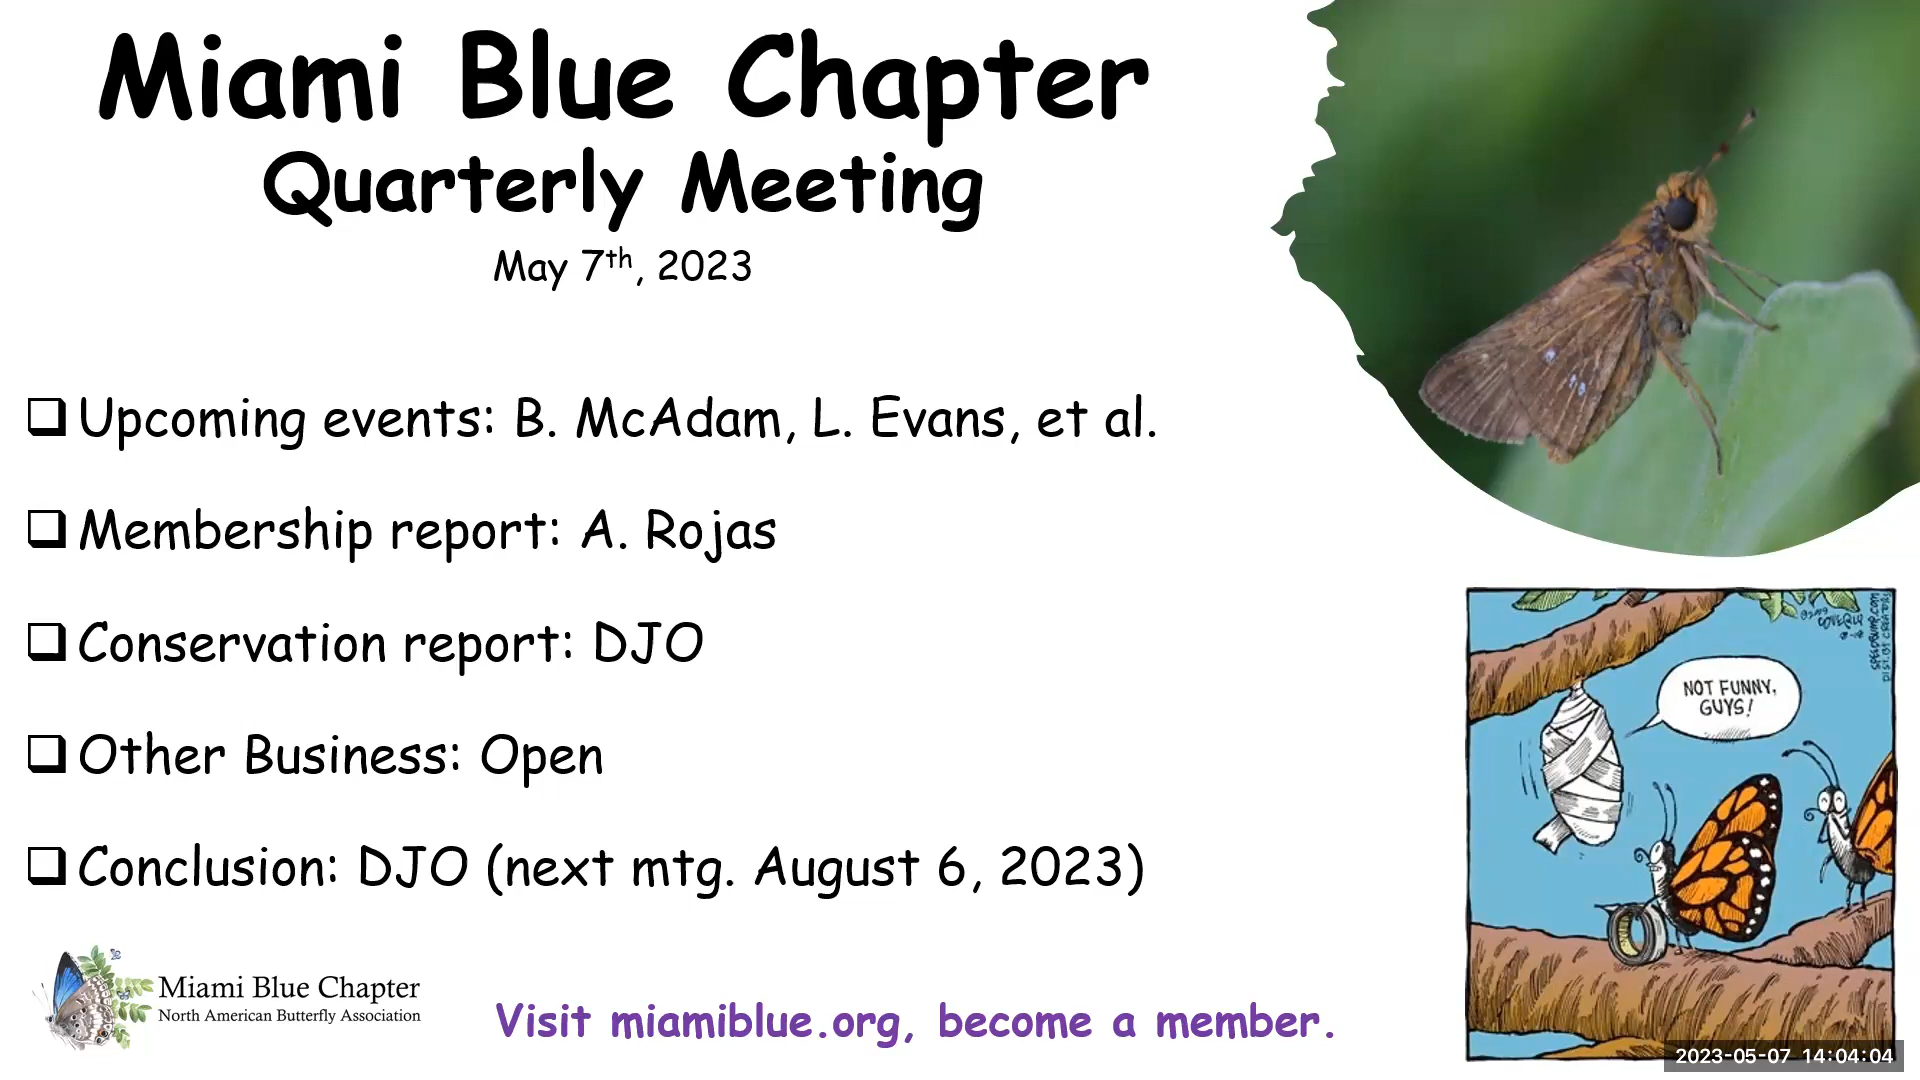 Miami Blue Chapter
Quarterly Meeting
May 7th, 2023
Upcoming events: B. McAdam, L. Evans, et al.
Membership report: A. Rojas
Conservation report: DJO
Other Business: Open
Conclusion: DJO (next mtg. August 6, 2023)
Miami Blue Chapter
North American Butterfly Association
Visit miamiblue.org, become a member.
SPEEDBUMP.COM
NOT FUNNY,
GUYS!
2023-05-07 14:04:04